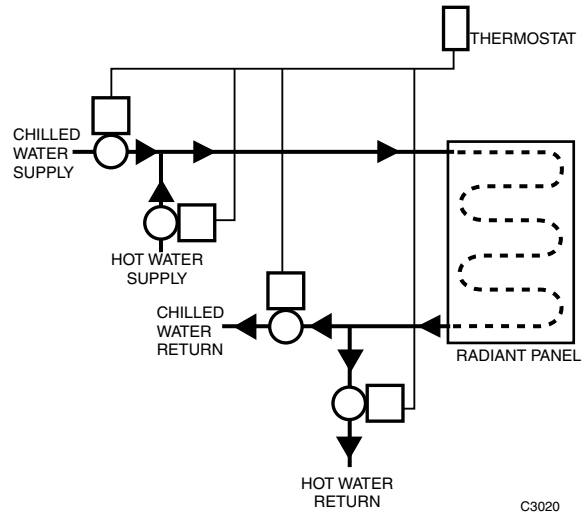 THERMOSTAT
CHILLED
WATER
SUPPLY
HOT WATER
SUPPLY
CHILLED
WATER
RETURN
RADIANT PANEL
HOT WATER
RETURN
C3020